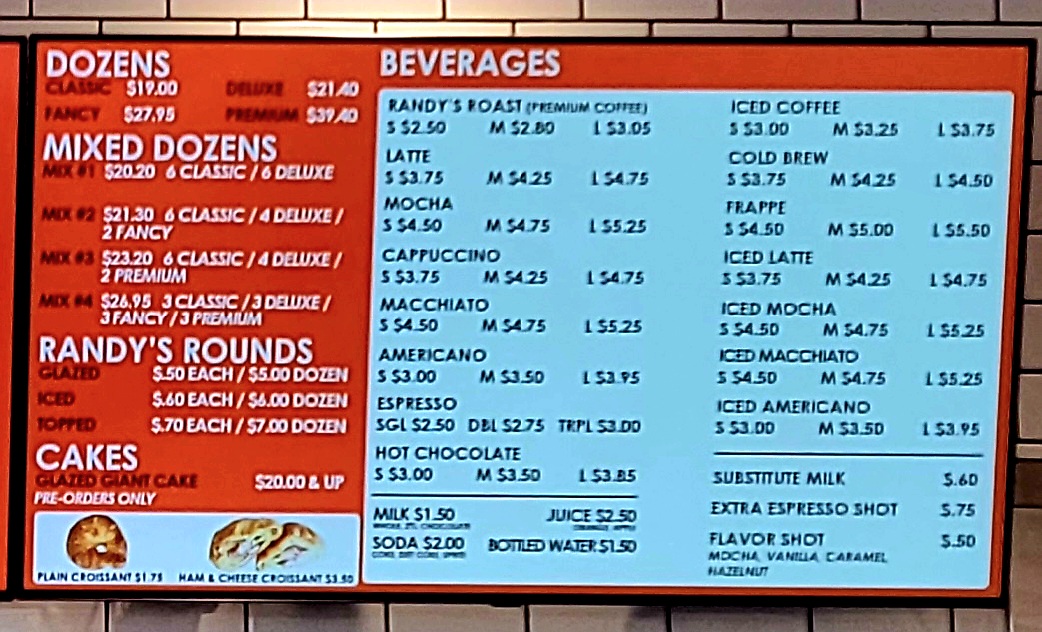 DOZENS
CLASSIC $19.00 DELUXE $21.40
FANCY $27.95 PREMIUM $39.40
MIXED DOZENS
MIX #1 $20.20 6 CLASSIC / 6 DELUXE
MIX #2 $21.30 6 CLASSIC / 4 DELUXE /
2 FANCY
MIX #3 $23.20 6 CLASSIC / 4 DELUXE /
2 PREMIUM
MIX #4 $26.95 3 CLASSIC / 3 DELUXE /
3 FANCY / 3 PREMIUM
RANDY'S ROUNDS
GLAZED $.50 EACH / $5.00 DOZEN
ICED $.60 EACH / $6.00 DOZEN
TOPPED $.70 EACH / $7.00 DOZEN
CAKES
GLAZED GIANT CAKE $20.00 & UP
PRE-ORDERS ONLY
PLAIN CROISSANT $1.75 HAM & CHEESE CROISSANT $3.50
BEVERAGES
RANDY'S ROAST (PREMIUM COFFEE)
S $2.50 M $2.80 L $3.05
LATTE
S $3.75 M $4.25 L $4.75
MOCHA
S $4.50 M $4.75 L $5.25
CAPPUCCINO
S $3.75 M $4.25 L $4.75
MACCHIATO
S $4.50 M $4.75 L $5.25
AMERICANO
S $3.00 M $3.50 L $3.95
ESPRESSO
SGL $2.50 DBL $2.75 TRPL $3.00
HOT CHOCOLATE
S $3.00 M $3.50 L $3.85
MILK $1.50 JUICE $2.50
WHOLE, 2%, CHOCOLATE ORANGE, APPLE
SODA $2.00 BOTTLED WATER $1.50
COKE, DIET COKE, SPRITE
ICED COFFEE
S $3.00 M $3.25 L $3.75
COLD BREW
S $3.75 M $4.25 L $4.50
FRAPPE
S $4.50 M $5.00 L $5.50
ICED LATTE
S $3.75 M $4.25 L $4.75
ICED MOCHA
S $4.50 M $4.75 L $5.25
ICED MACCHIATO
S $4.50 M $4.75 L $5.25
ICED AMERICANO
S $3.00 M $3.50 L $3.95
SUBSTITUTE MILK $.60
EXTRA ESPRESSO SHOT $.75
FLAVOR SHOT $.50
MOCHA, VANILLA, CARAMEL,
HAZELNUT